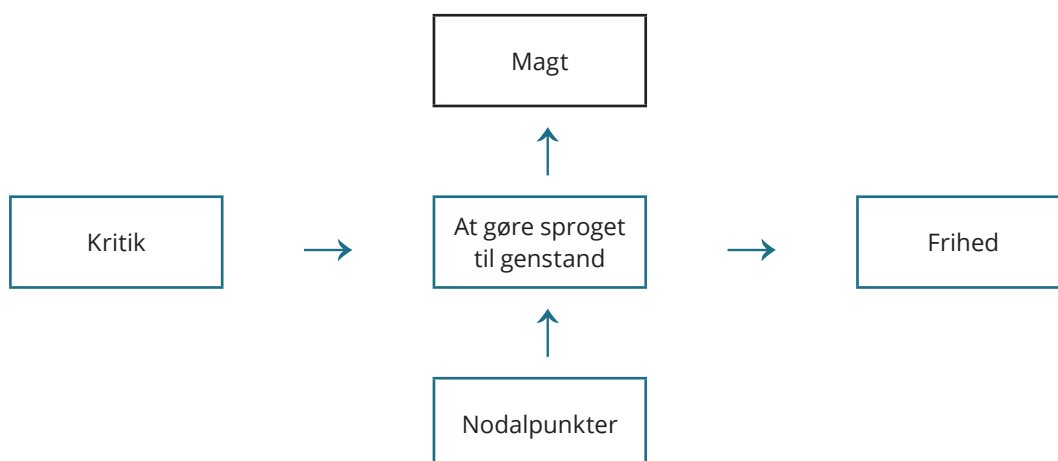 Magt
Kritik
At gøre sproget
til genstand
Frihed
Nodalpunkter